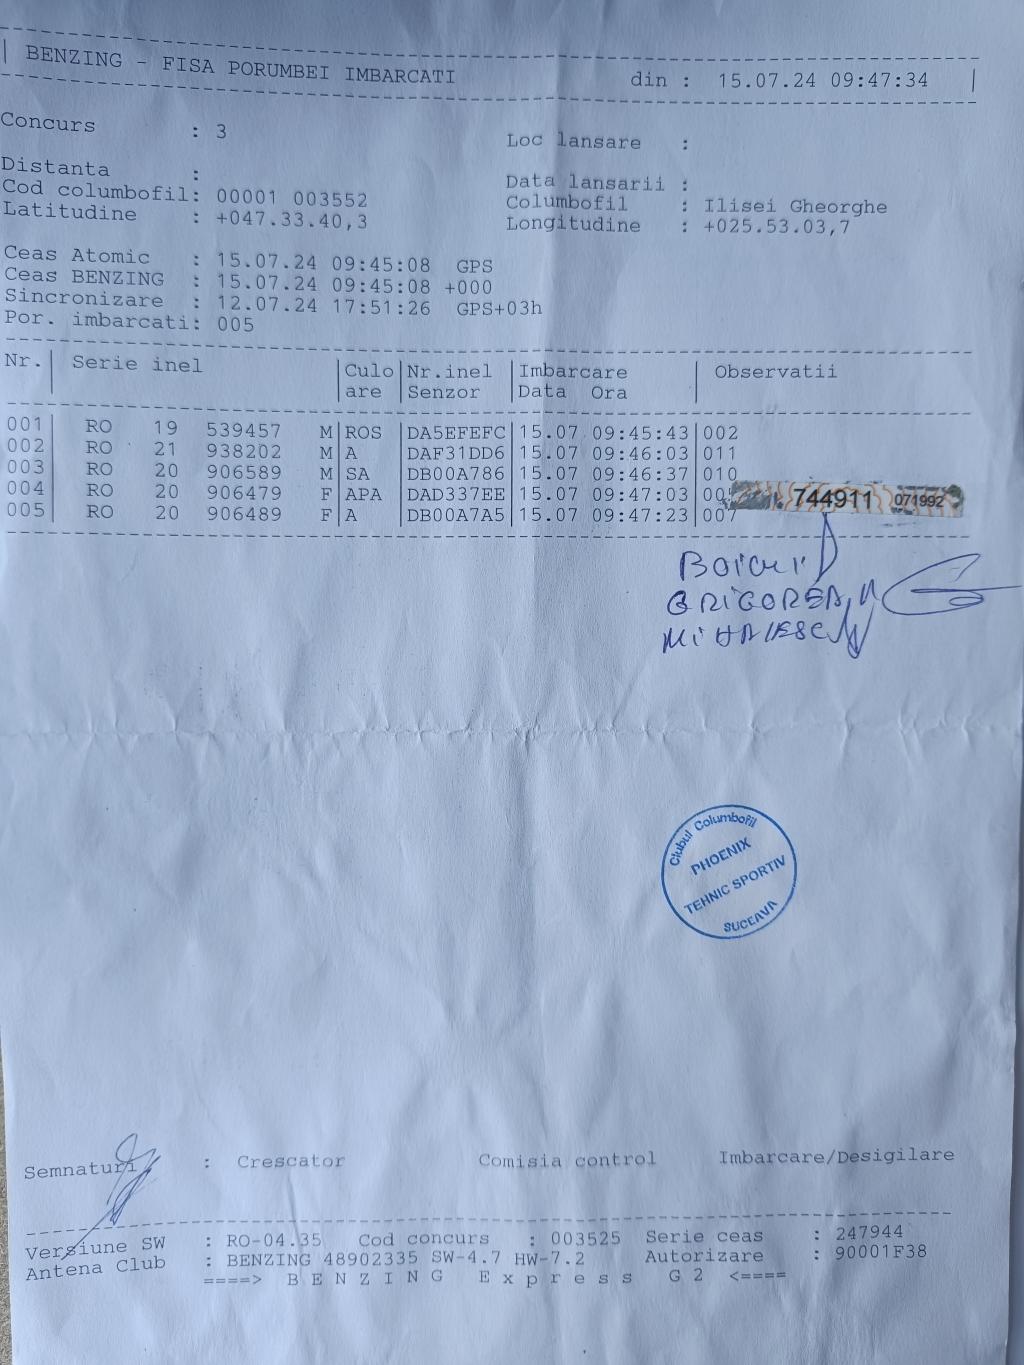 | BENZING - FISA PORUMBEI IMBARCATI din : 15.07.24 09:47:34 |
Concurs : 3 Loc lansare :
Distanta : Data lansarii :
Cod columbofil: 00001 003552 Columbofil : Ilisei Gheorghe
Latitudine : +047.33.40,3 Longitudine : +025.53.03,7
Ceas Atomic : 15.07.24 09:45:08 GPS
Ceas BENZING : 15.07.24 09:45:08 +000
Sincronizare : 12.07.24 17:51:26 GPS+03h
Por. imbarcati: 005
Nr.| Serie inel |Culo|Nr.inel |Imbarcare | Observatii
| |are |Senzor |Data Ora |
001| RO 19 539457 M|ROS |DA5EFEFC|15.07 09:45:43|002
002| RO 21 938202 M|A |DAF31DD6|15.07 09:46:03|011
003| RO 20 906589 M|SA |DB00A786|15.07 09:46:37|010
004| RO 20 906479 F|APA |DAD337EE|15.07 09:47:03|00 744911 071992
005| RO 20 906489 F|A |DB00A7A5|15.07 09:47:23|007
GRIGOREAN
Clubul Columbofil
PHOENIX
TEHNIC SPORTIV
SUCEAVA
Semnaturi : Crescator Comisia control Imbarcare/Desigilare
Versiune SW : RO-04.35 Cod concurs : 003525 Serie ceas : 247944
Antena Club : BENZING 48902335 SW-4.7 HW-7.2 Autorizare : 90001F38
====> B E N Z I N G E x p r e s s G 2 <====